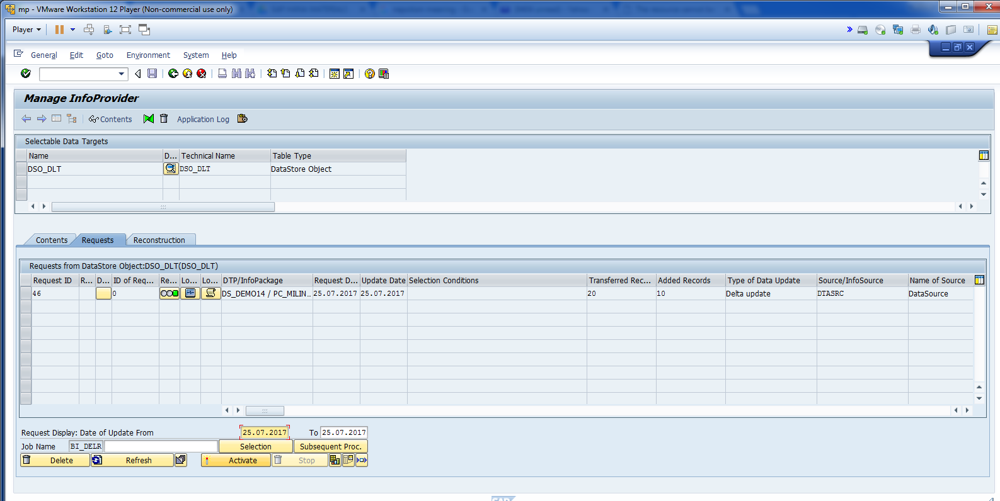 mp - VMware Workstation 12 Player (Non-commercial use only)
Player
General Edit Goto Environment System Help
Manage InfoProvider
Contents Application Log
Selectable Data Targets
Name D... Technical Name Table Type
DSO_DLT DSO_DLT DataStore Object
Contents Requests Reconstruction
Requests from DataStore Object:DSO_DLT(DSO_DLT)
Request ID R... D... ID of Req... Re... Lo... Lo... DTP/InfoPackage Request D... Update Date Selection Conditions Transferred Rec... Added Records Type of Data Update Source/InfoSource Name of Source
46 0 DS_DEMO14 / PC_MILIN... 25.07.2017 25.07.2017 20 10 Delta update DTASRC DataSource
Request Display: Date of Update From 25.07.2017 To 25.07.2017
Job Name BI_DELR Selection Subsequent Proc.
Delete Refresh Activate Stop